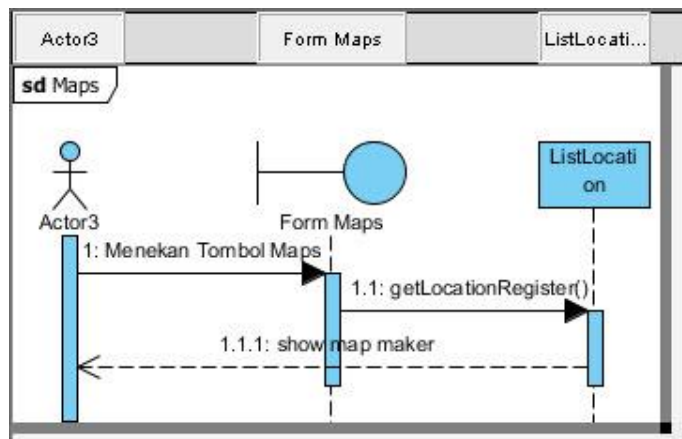 Actor3 Form Maps ListLocati...
sd Maps
ListLocati
on
Actor3 Form Maps
1: Menekan Tombol Maps
1.1: getLocationRegister()
1.1.1: show map maker